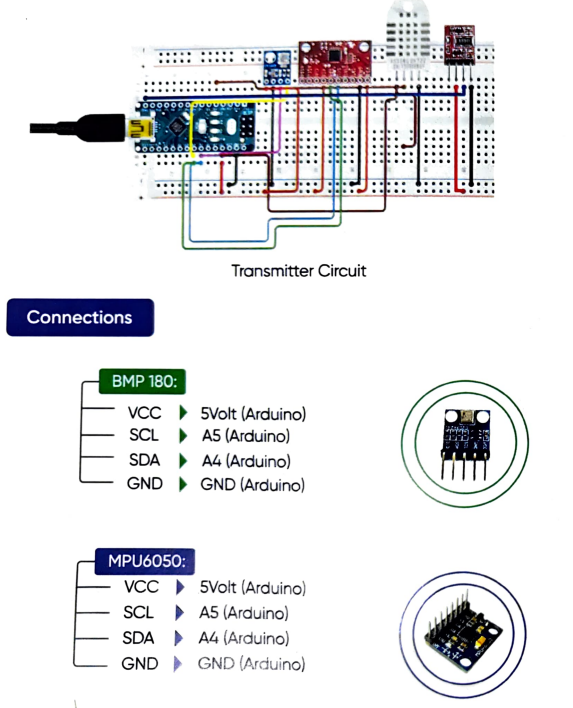 Transmitter Circuit
Connections
BMP 180:
VCC 5Volt (Arduino)
SCL A5 (Arduino)
SDA A4 (Arduino)
GND GND (Arduino)
MPU6050:
VCC 5Volt (Arduino)
SCL A5 (Arduino)
SDA A4 (Arduino)
GND GND (Arduino)